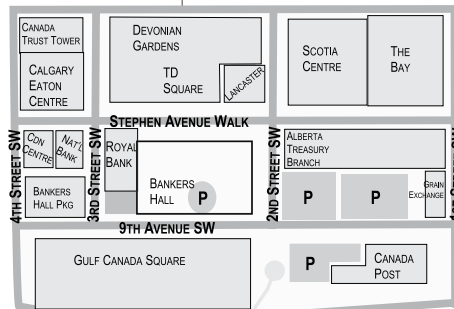 CANADA
TRUST TOWER
CALGARY
EATON
CENTRE
DEVONIAN
GARDENS
TD
SQUARE
LANCASTER
SCOTIA
CENTRE
THE
BAY
STEPHEN AVENUE WALK
4TH STREET SW
CDN
CENTRE
NAT'L
BANK
BANKERS
HALL PKG
3RD STREET SW
ROYAL
BANK
BANKERS
HALL
P
2ND STREET SW
ALBERTA
TREASURY
BRANCH
P
P
GRAIN
EXCHANGE
9TH AVENUE SW
GULF CANADA SQUARE
P
CANADA
POST